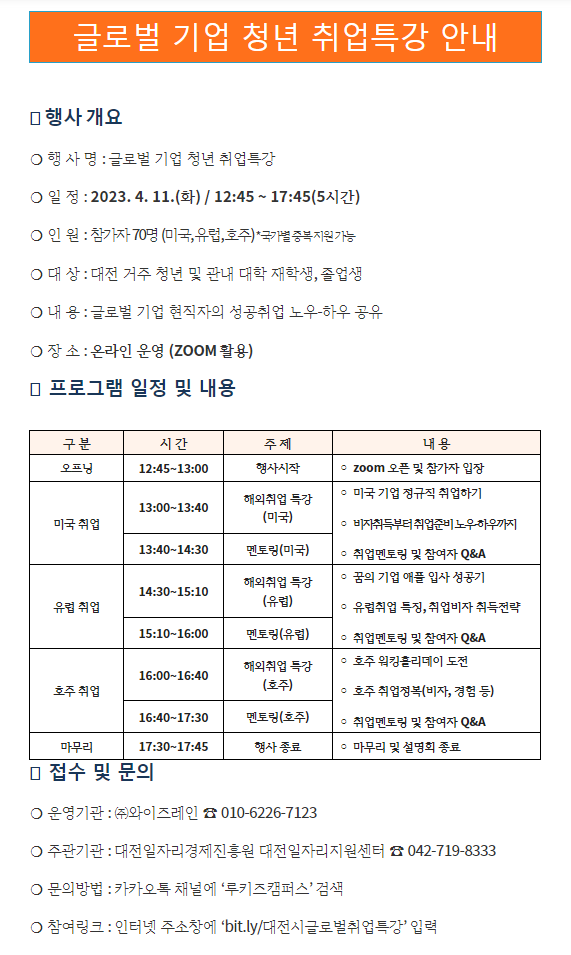 글로벌 기업 청년 취업특강 안내
행사 개요
❍ 행 사 명 : 글로벌 기업 청년 취업특강
❍ 일 정 : 2023. 4. 11.(화) / 12:45 ~ 17:45(5시간)
❍ 인 원 : 참가자 70명 (미국,유럽,호주) *국가별 중복 지원 가능
❍ 대 상 : 대전 거주 청년 및 관내 대학 재학생, 졸업생
❍ 내 용 : 글로벌 기업 현직자의 성공취업 노우-하우 공유
❍ 장 소 : 온라인 운영 (ZOOM 활용)
프로그램 일정 및 내용
구 분 시 간 주 제 내 용
오프닝 12:45~13:00 행사시작 ○ zoom 오픈 및 참가자 입장
미국 취업
13:00~13:40
해외취업 특강
(미국)
13:40~14:30 멘토링(미국)
○ 미국 기업 정규직 취업하기
○ 비자취득부터 취업준비 노우-하우까지
○ 취업멘토링 및 참여자 Q&A
유럽 취업
14:30~15:10
해외취업 특강
(유럽)
15:10~16:00 멘토링(유럽)
○ 꿈의 기업 애플 입사 성공기
○ 유럽취업 특징, 취업비자 취득전략
○ 취업멘토링 및 참여자 Q&A
호주 취업
16:00~16:40
해외취업 특강
(호주)
16:40~17:30 멘토링(호주)
○ 호주 워킹홀리데이 도전
○ 호주 취업정복(비자, 경험 등)
○ 취업멘토링 및 참여자 Q&A
마무리 17:30~17:45 행사 종료 ○ 마무리 및 설명회 종료
접수 및 문의
❍ 운영기관 : ㈜와이즈레인 ☎ 010-6226-7123
❍ 주관기관 : 대전일자리경제진흥원 대전일자리지원센터 ☎ 042-719-8333
❍ 문의방법 : 카카오톡 채널에 ‘루키즈캠퍼스’ 검색
❍ 참여링크 : 인터넷 주소창에 ‘bit.ly/대전시글로벌취업특강’ 입력